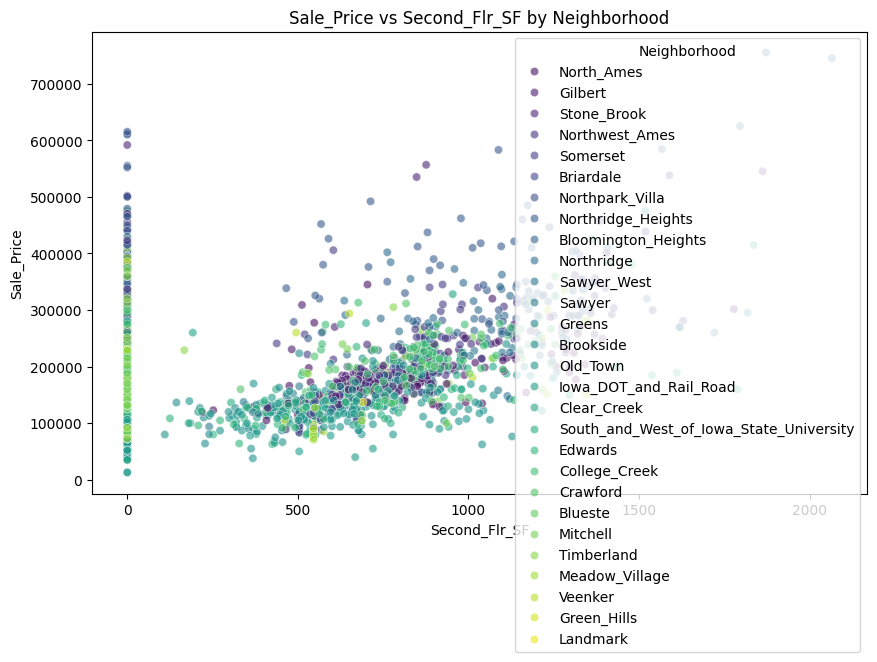 Sale_Price vs Second_Flr_SF by Neighborhood
Sale_Price
700000
600000
500000
400000
300000
200000
100000
0
0
500
1000
1500
2000
Second_Flr_SF
Neighborhood
North_Ames
Gilbert
Stone_Brook
Northwest_Ames
Somerset
Briardale
Northpark_Villa
Northridge_Heights
Bloomington_Heights
Northridge
Sawyer_West
Sawyer
Greens
Brookside
Old_Town
Iowa_DOT_and_Rail_Road
Clear_Creek
South_and_West_of_Iowa_State_University
Edwards
College_Creek
Crawford
Blueste
Mitchell
Timberland
Meadow_Village
Veenker
Green_Hills
Landmark